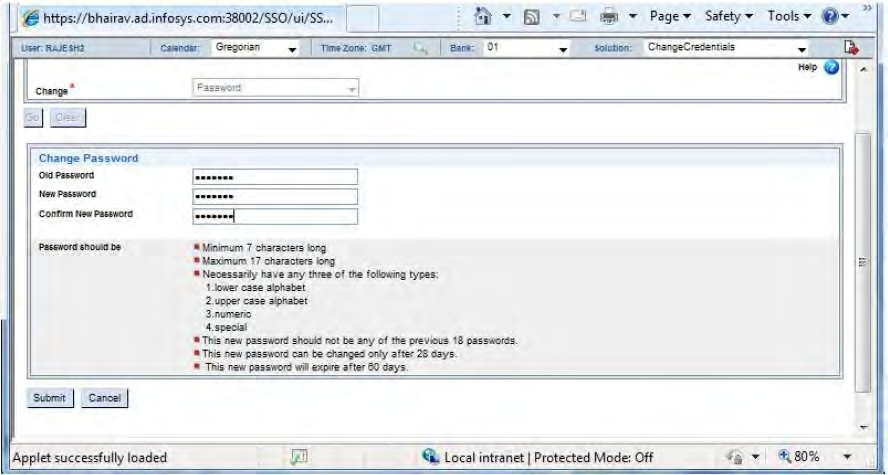 https://bhairav.ad.infosys.com:38002/SSO/ui/SS...
Page Safety Tools
User: RAJESH2 Calendar: Gregorian Time Zone: GMT Bank: 01 Solution: ChangeCredentials
Help
Change * Password
Go Clear
Change Password
Old Password •••••••
New Password •••••••
Confirm New Password •••••••
Password should be
Minimum 7 characters long
Maximum 17 characters long
Necessarily have any three of the following types:
1.lower case alphabet
2.upper case alphabet
3.numeric
4.special
This new password should not be any of the previous 18 passwords.
This new password can be changed only after 28 days.
This new password will expire after 60 days.
Submit Cancel
Applet successfully loaded Local intranet | Protected Mode: Off 80%